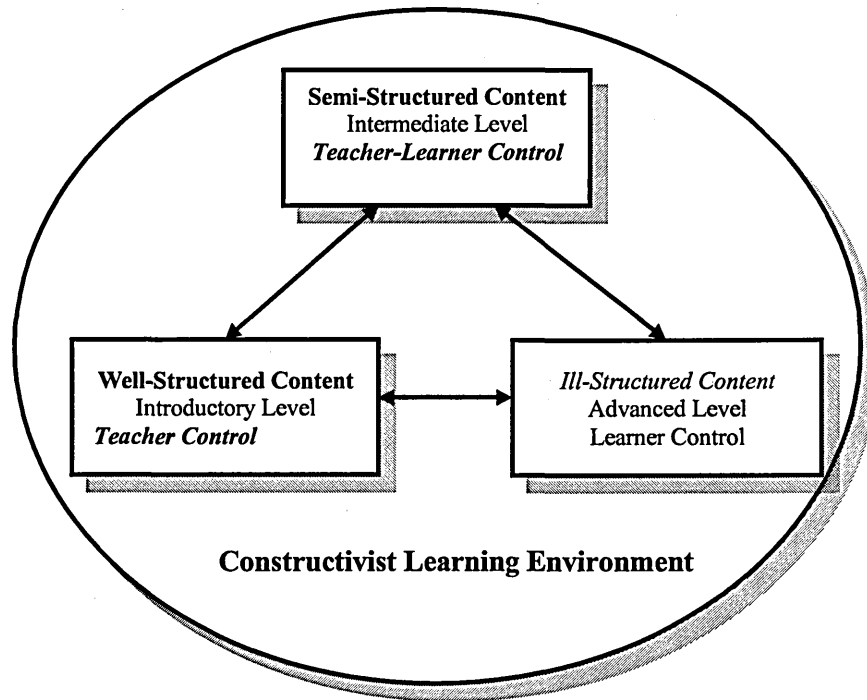 Semi-Structured Content
Intermediate Level
Teacher-Learner Control
Well-Structured Content
Introductory Level
Teacher Control
Ill-Structured Content
Advanced Level
Learner Control
Constructivist Learning Environment